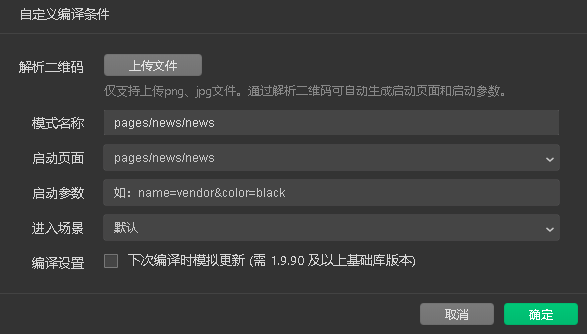 自定义编译条件
解析二维码 上传文件
仅支持上传png、jpg文件。通过解析二维码可自动生成启动页面和启动参数。
模式名称 pages/news/news
启动页面 pages/news/news
启动参数 如：name=vendor&color=black
进入场景 默认
编译设置 下次编译时模拟更新 (需 1.9.90 及以上基础库版本)
取消 确定